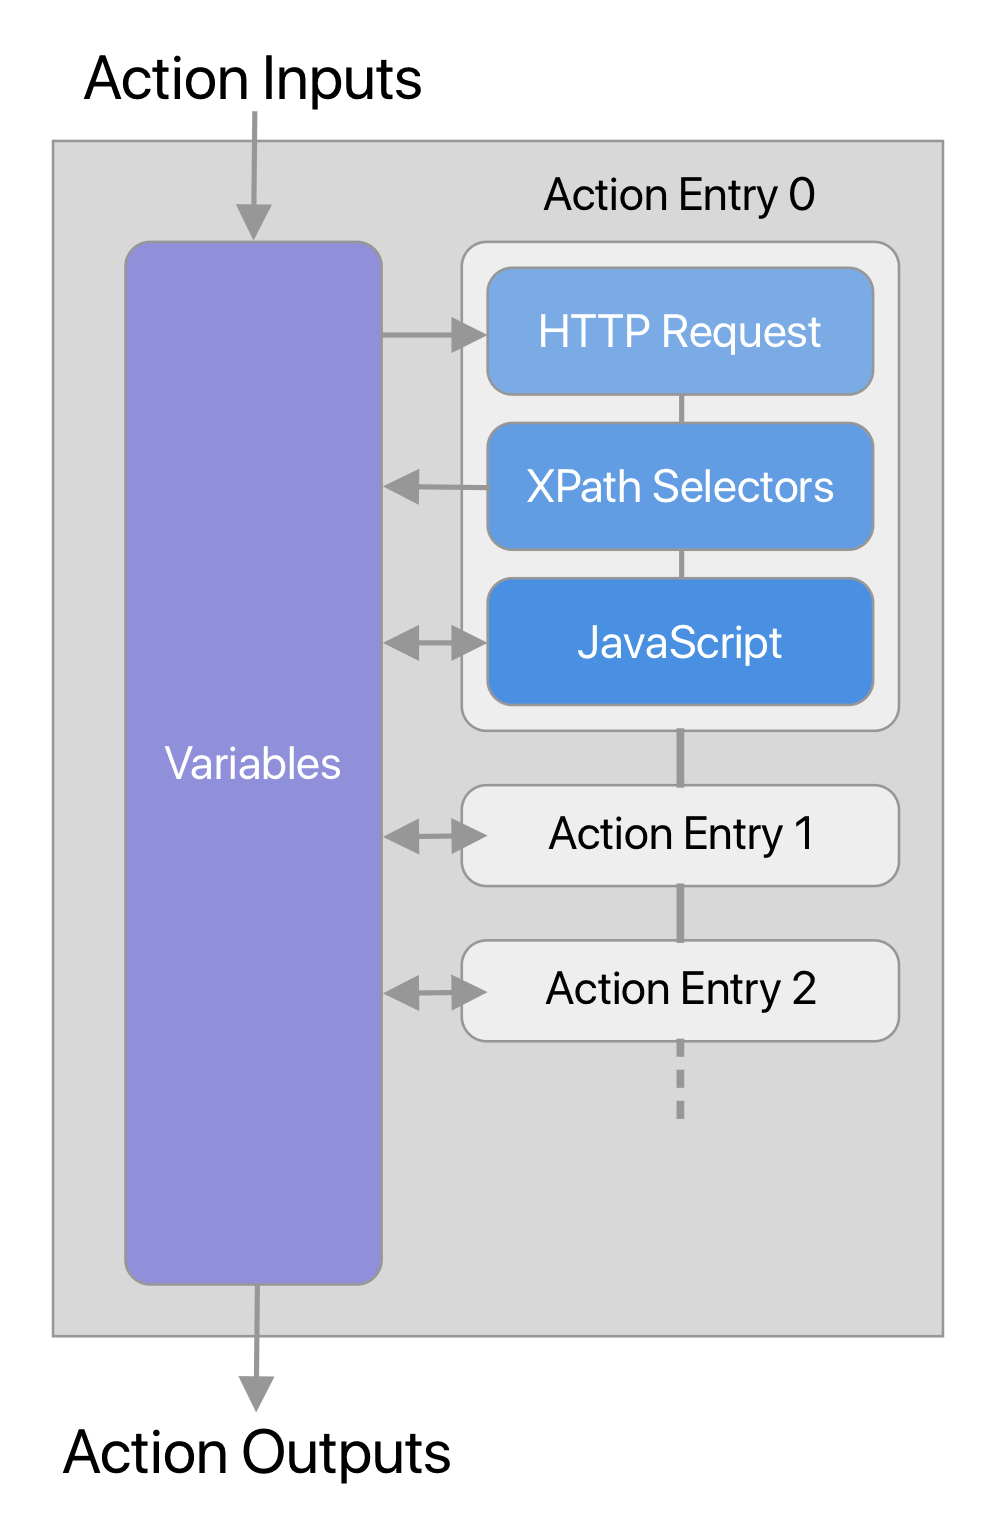 Action Inputs
Action Entry 0
HTTP Request
XPath Selectors
JavaScript
Variables
Action Entry 1
Action Entry 2
Action Outputs